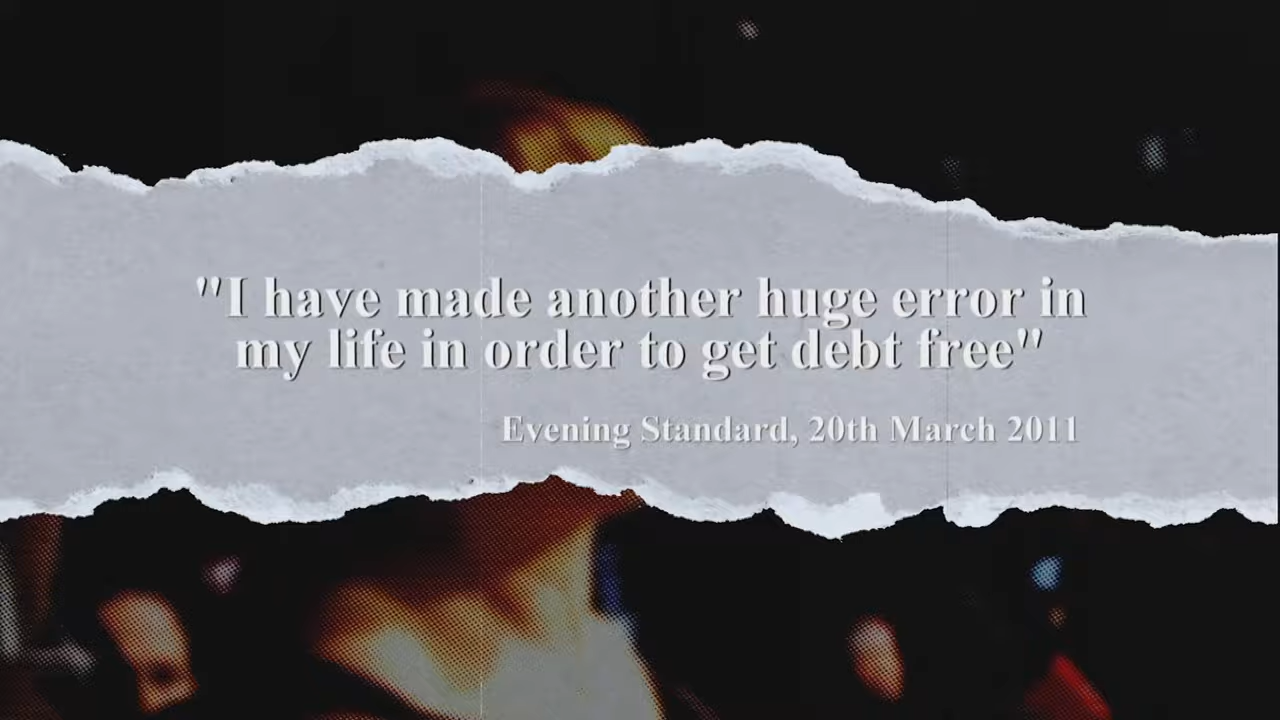 "I have made another huge error in
my life in order to get debt free"
Evening Standard, 20th March 2011